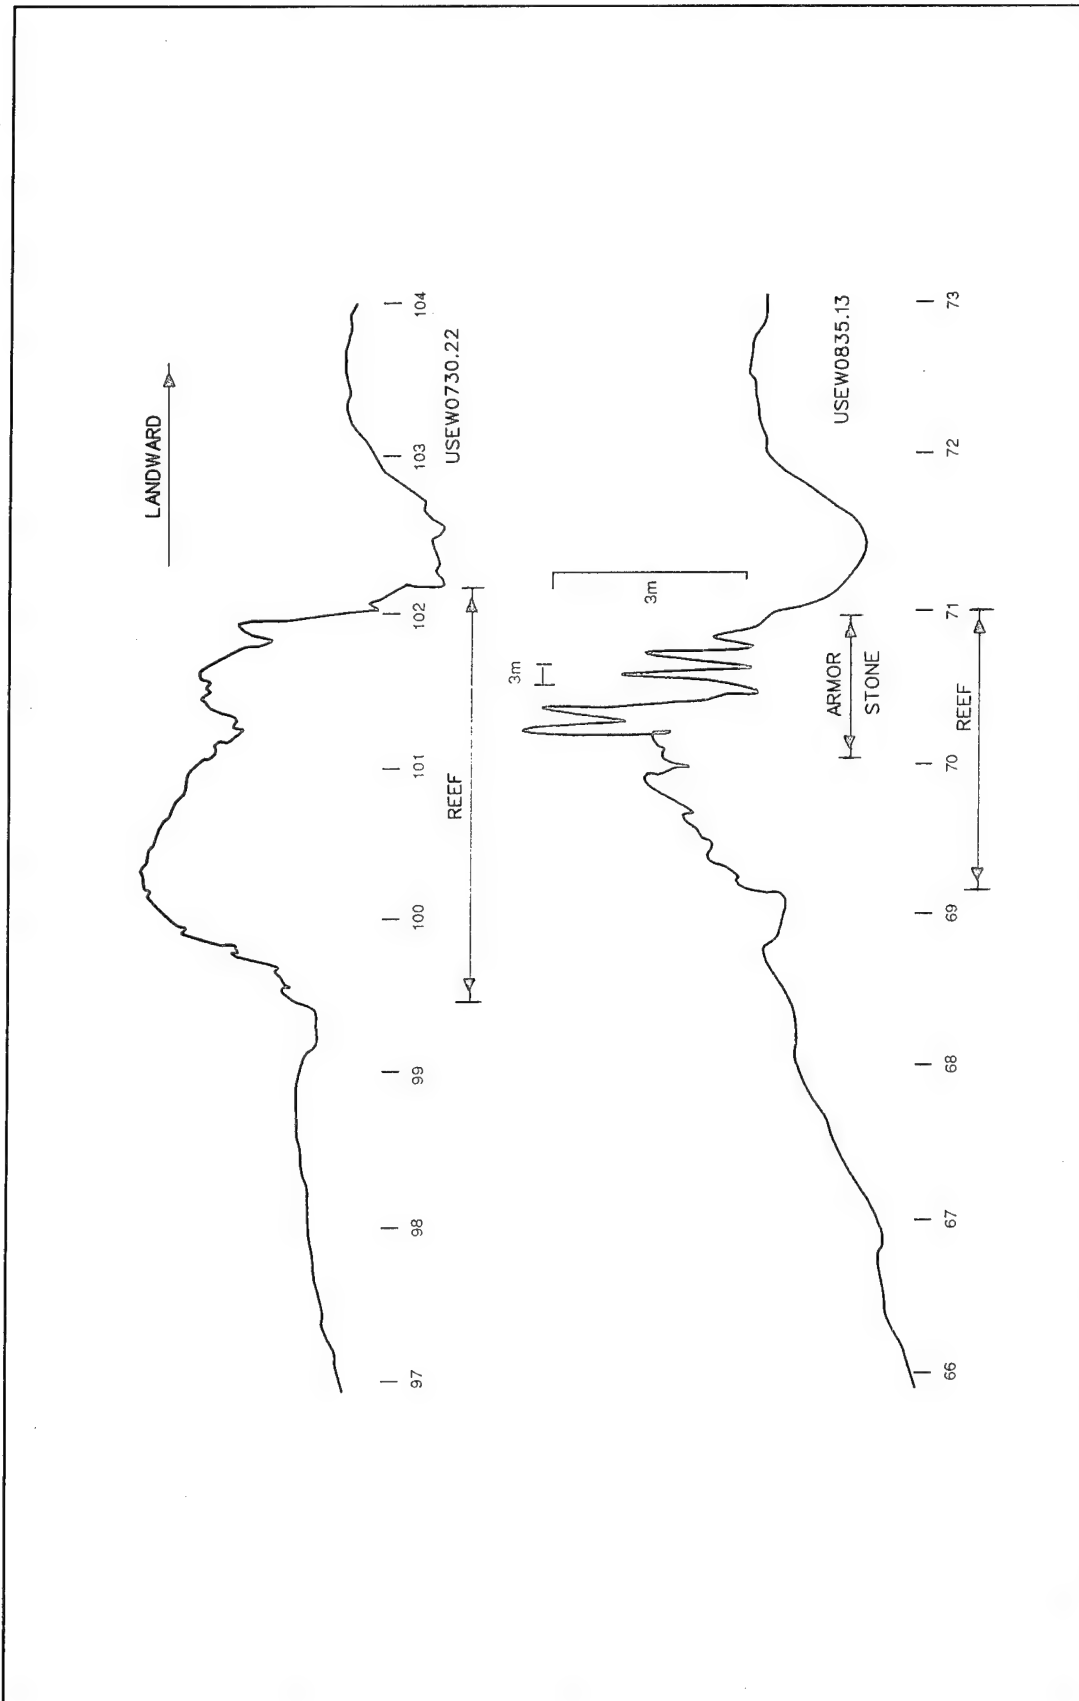 LANDWARD
97 98 99 100 101 102 103 104
USEW0730.22
REEF
3m
3m
ARMOR
STONE
USEW0835.13
66 67 68 69 70 71 72 73
REEF